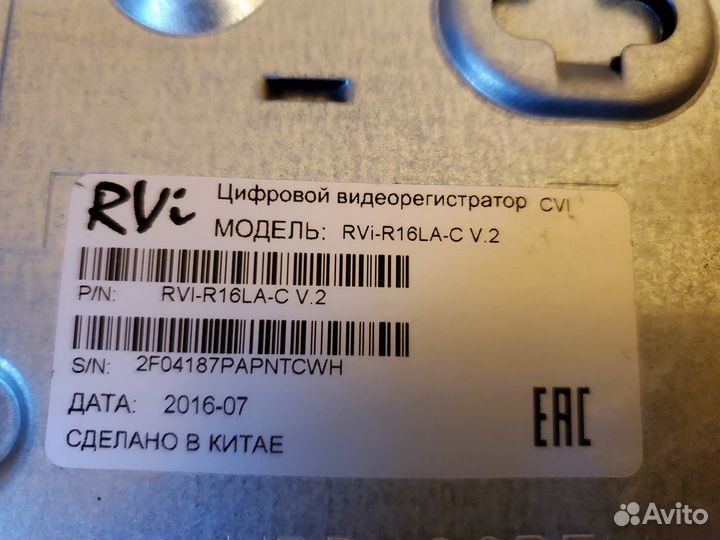 RVi Цифровой видеорегистратор CVI
МОДЕЛЬ: RVi-R16LA-C V.2
P/N: RVI-R16LA-C V.2
S/N: 2F04187PAPNTCWH
ДАТА: 2016-07
СДЕЛАНО В КИТАЕ
EAC
Avito